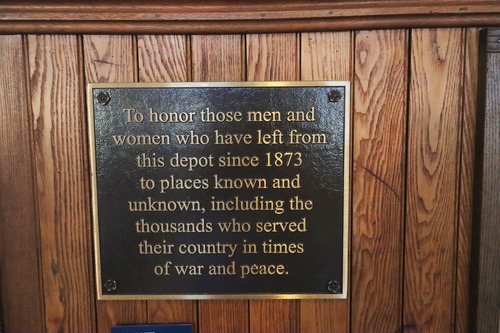 To honor those men and
women who have left from
this depot since 1873
to places known and
unknown, including the
thousands who served
their country in times
of war and peace.